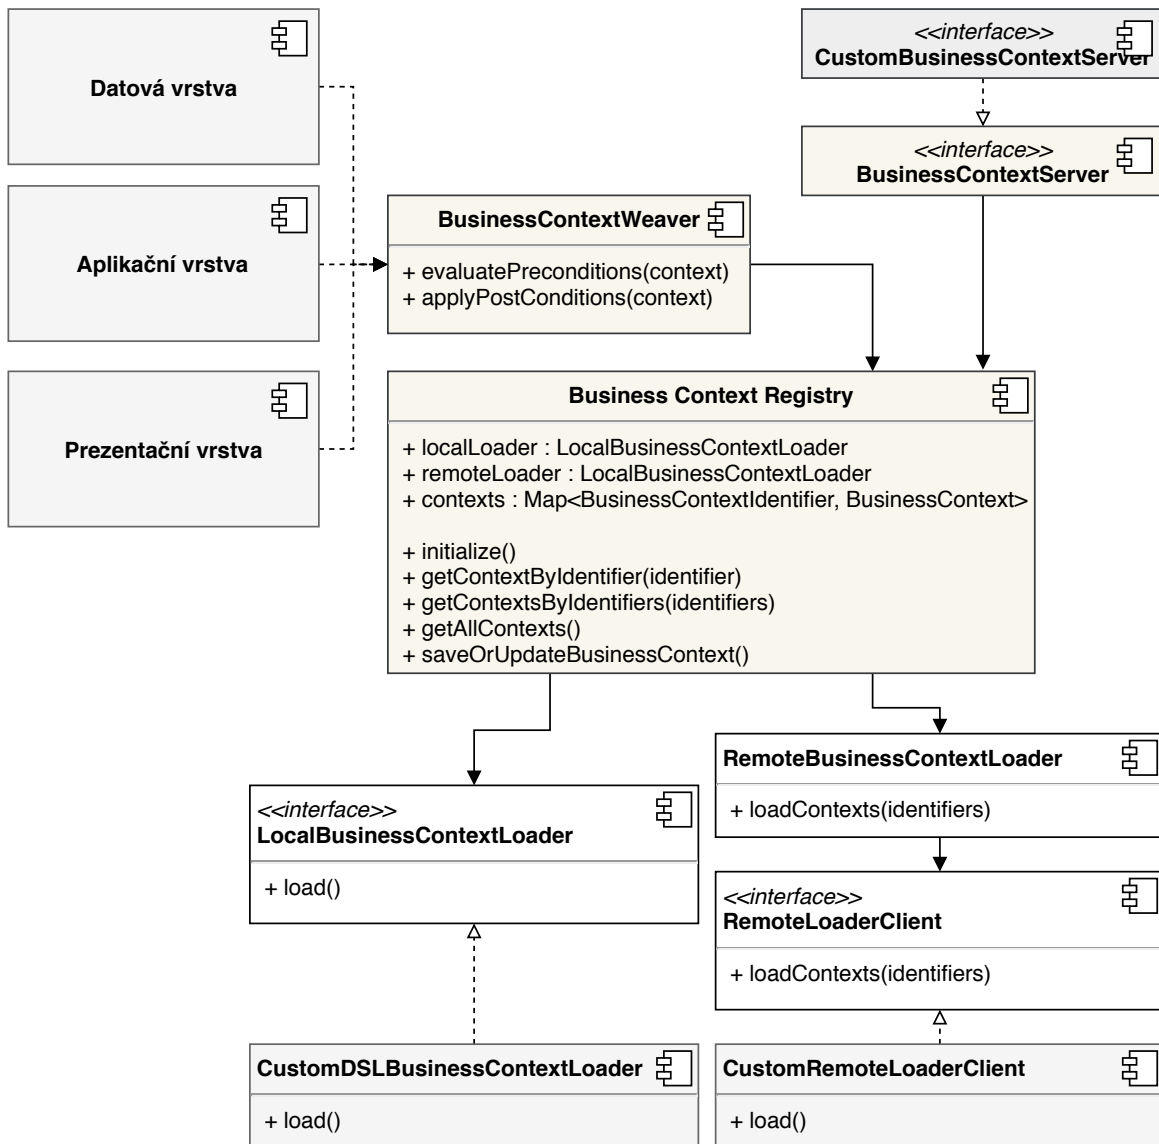 Datová vrstva
<<interface>>
CustomBusinessContextServer
<<interface>>
BusinessContextServer
Aplikační vrstva
BusinessContextWeaver
+ evaluatePreconditions(context)
+ applyPostConditions(context)
Prezentační vrstva
Business Context Registry
+ localLoader : LocalBusinessContextLoader
+ remoteLoader : LocalBusinessContextLoader
+ contexts : Map<BusinessContextIdentifier, BusinessContext>
+ initialize()
+ getContextByIdentifier(identifier)
+ getContextsByIdentifiers(identifiers)
+ getAllContexts()
+ saveOrUpdateBusinessContext()
<<interface>>
LocalBusinessContextLoader
+ load()
RemoteBusinessContextLoader
+ loadContexts(identifiers)
<<interface>>
RemoteLoaderClient
+ loadContexts(identifiers)
CustomDSLBusinessContextLoader
+ load()
CustomRemoteLoaderClient
+ load()